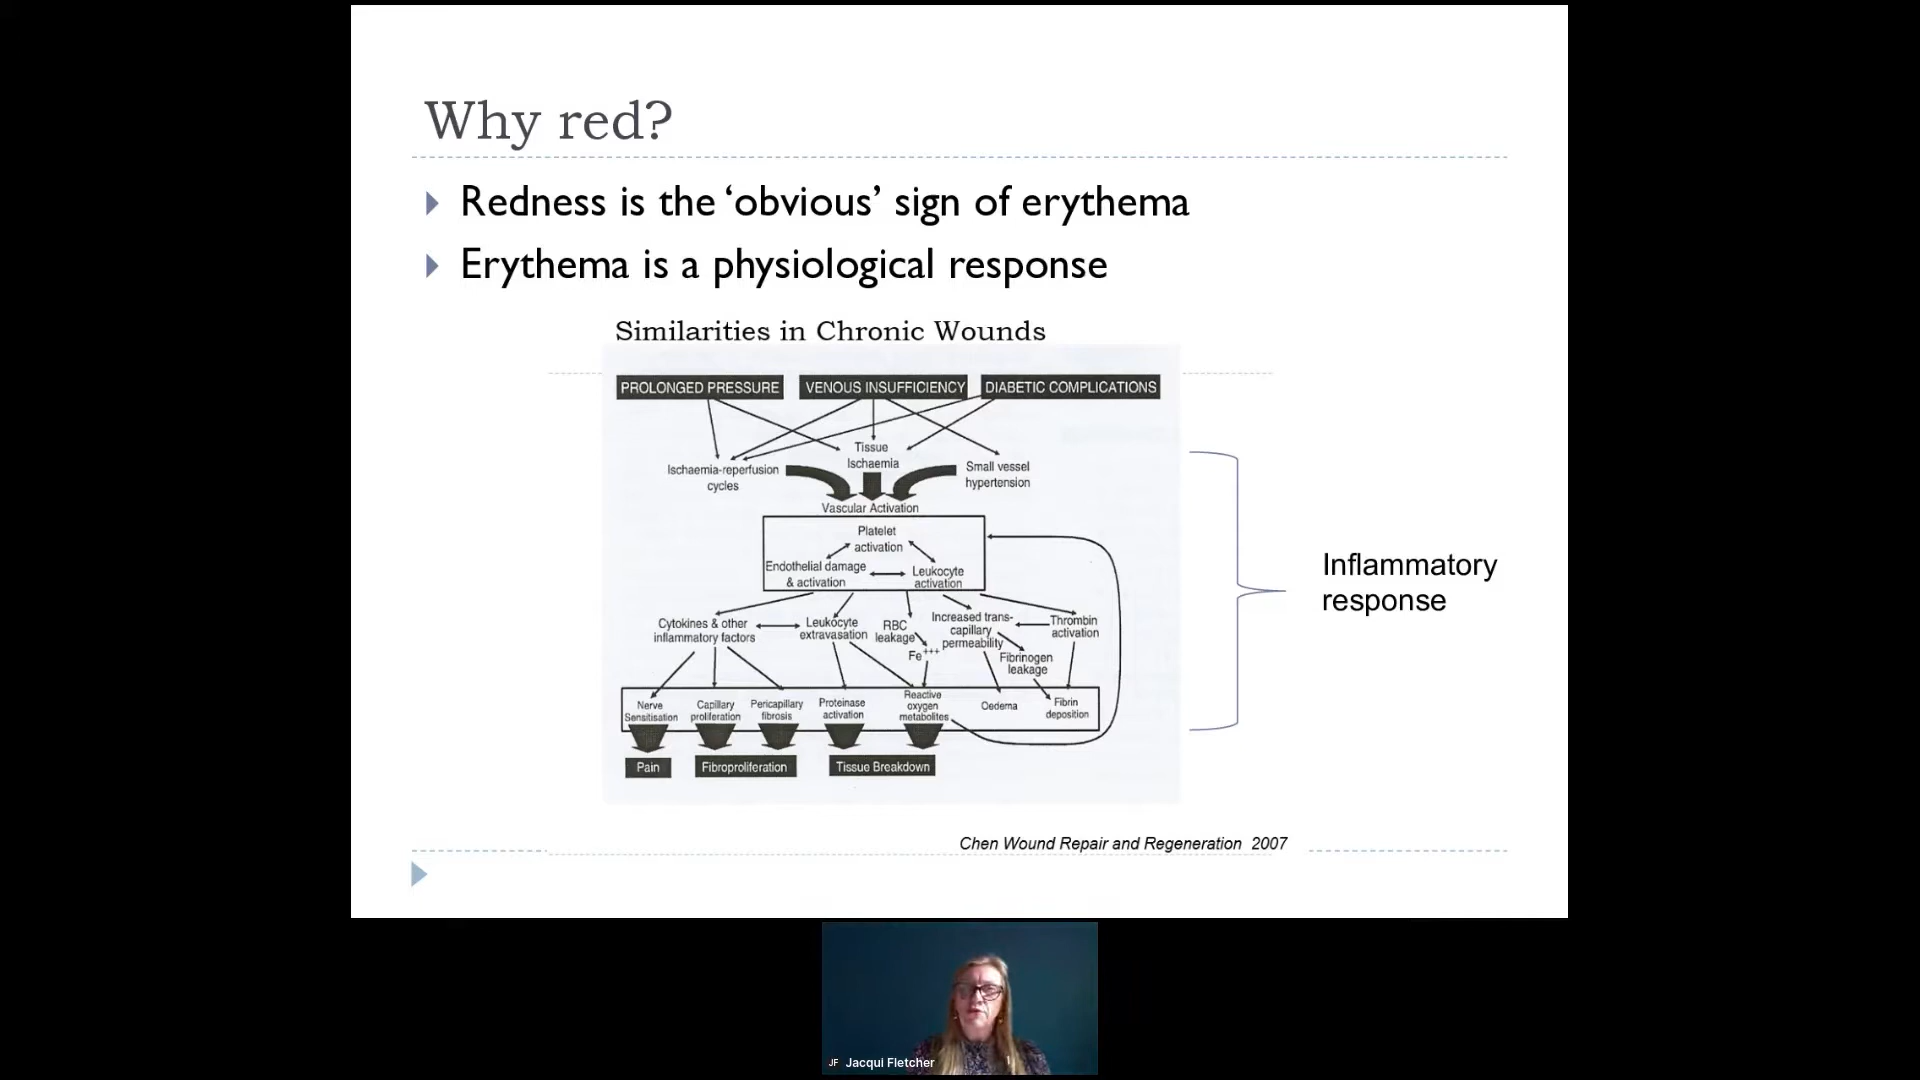 Why red?
Redness is the ‘obvious’ sign of erythema
Erythema is a physiological response
Similarities in Chronic Wounds
PROLONGED PRESSURE
VENOUS INSUFFICIENCY
DIABETIC COMPLICATIONS
Ischaemia-reperfusion
cycles
Tissue
Ischaemia
Small vessel
hypertension
Vascular Activation
Platelet
activation
Endothelial damage
& activation
Leukocyte
activation
Cytokines & other
inflammatory factors
Leukocyte
extravasation
RBC
leakage
Fe+++
Increased trans-
capillary
permeability
Thrombin
activation
Fibrinogen
leakage
Nerve
Sensitisation
Capillary
proliferation
Pericapillary
fibrosis
Proteinase
activation
Reactive
oxygen
metabolites
Oedema
Fibrin
deposition
Pain
Fibroproliferation
Tissue Breakdown
Inflammatory
response
Chen Wound Repair and Regeneration 2007
JF Jacqui Fletcher